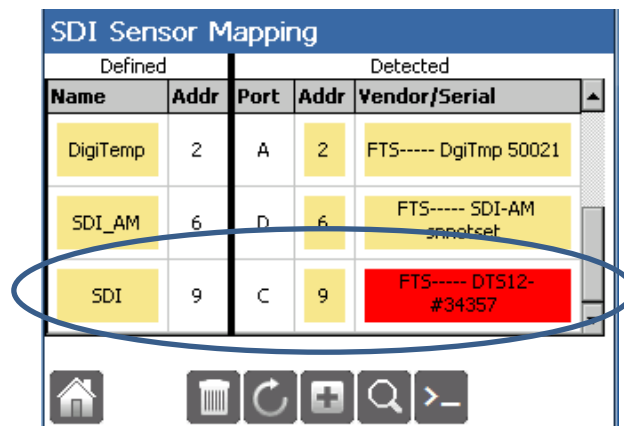 SDI Sensor Mapping
Defined Detected
Name Addr Port Addr Vendor/Serial
DigiTemp 2 A 2 FTS----- DgiTmp 50021
SDI_AM 6 D 6 FTS----- SDI-AM
snnotset
SDI 9 C 9 FTS----- DTS12-
#34357
>_